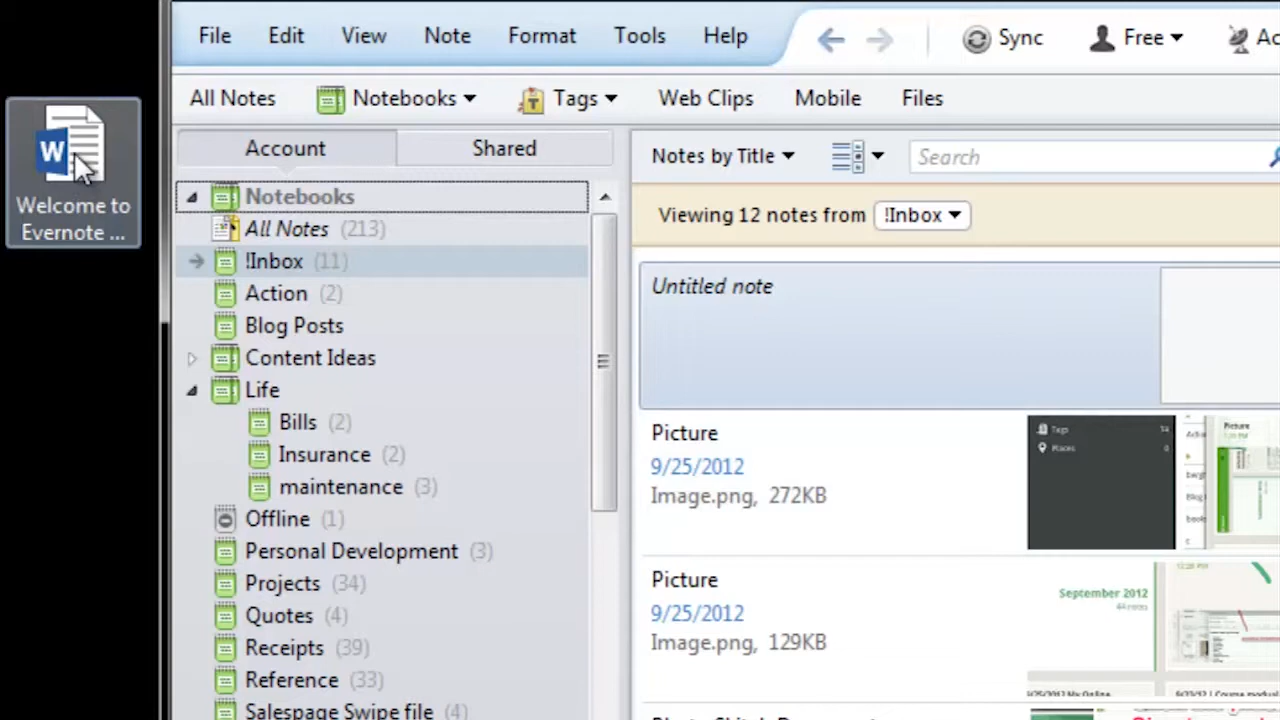 File Edit View Note Format Tools Help Sync Free
All Notes Notebooks Tags Web Clips Mobile Files
Account Shared
Notes by Title Search
W
Welcome to
Evernote ...
Notebooks
All Notes (213)
!Inbox (11)
Action (2)
Blog Posts
Content Ideas
Life
Bills (2)
Insurance (2)
maintenance (3)
Offline (1)
Personal Development (3)
Projects (34)
Quotes (4)
Receipts (39)
Reference (33)
Salespage Swipe file (4)
Viewing 12 notes from !Inbox
Untitled note
Picture
9/25/2012
Image.png, 272KB
Tags
Places
Picture
Picture
9/25/2012
Image.png, 129KB
September 2012